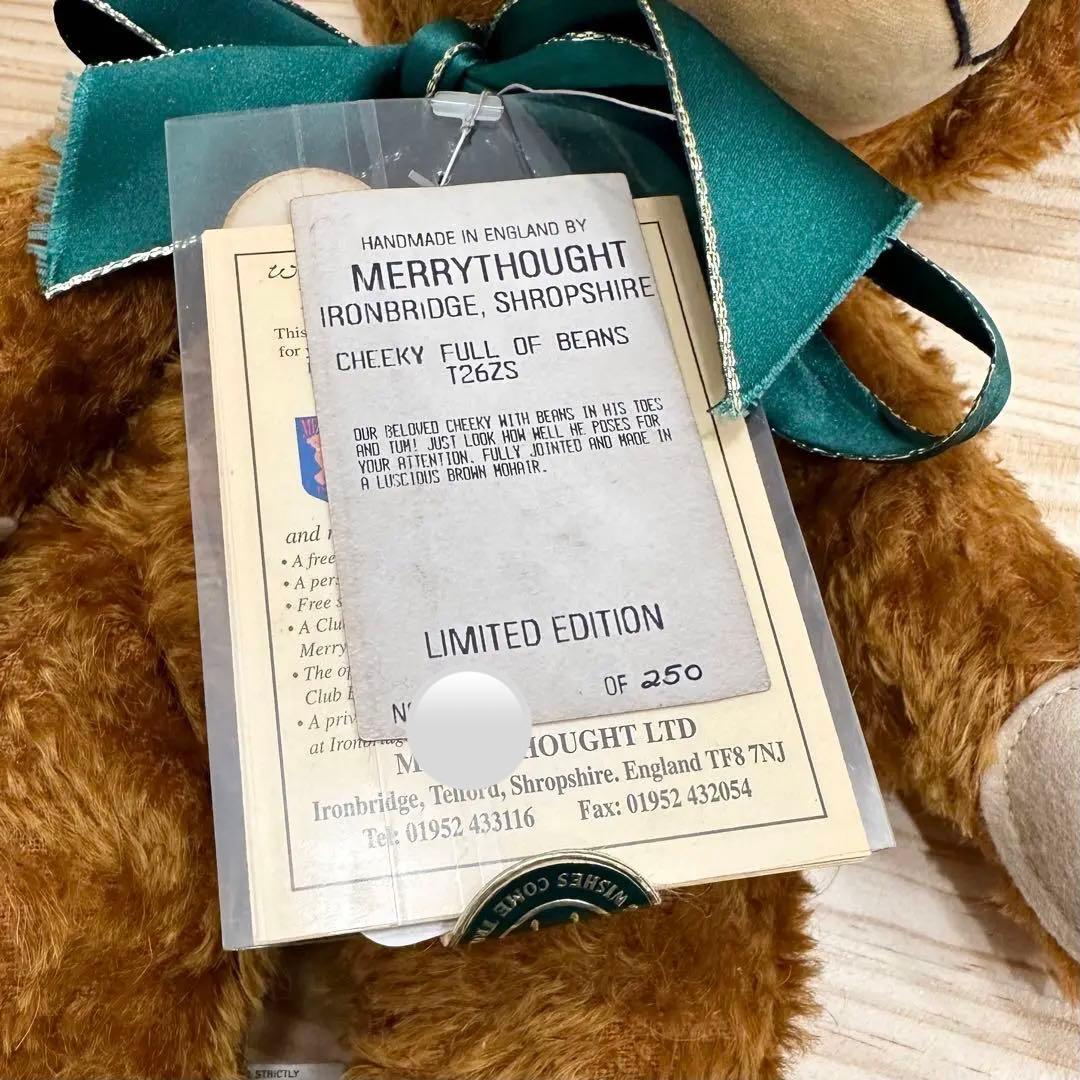 HANDMADE IN ENGLAND BY
MERRYTHOUGHT
IRONBRIDGE, SHROPSHIRE
CHEEKY FULL OF BEANS
T26ZS
OUR BELOVED CHEEKY WITH BEANS IN HIS TOES
AND TUM! JUST LOOK HOW WELL HE POSES FOR
YOUR ATTENTION. FULLY JOINTED AND MADE IN
A LUSCIOUS BROWN MOHAIR.
LIMITED EDITION
OF 250
This
for
and
• A free
• A pers
• Free s
• A Clu
Merry
• The of
Club
• A priv
at Ironbridge
HOUGHT LTD
Ironbridge, Telford, Shropshire. England TF8 7NJ
Tel: 01952 433116 Fax: 01952 432054
WISHES COME
STRICTLY